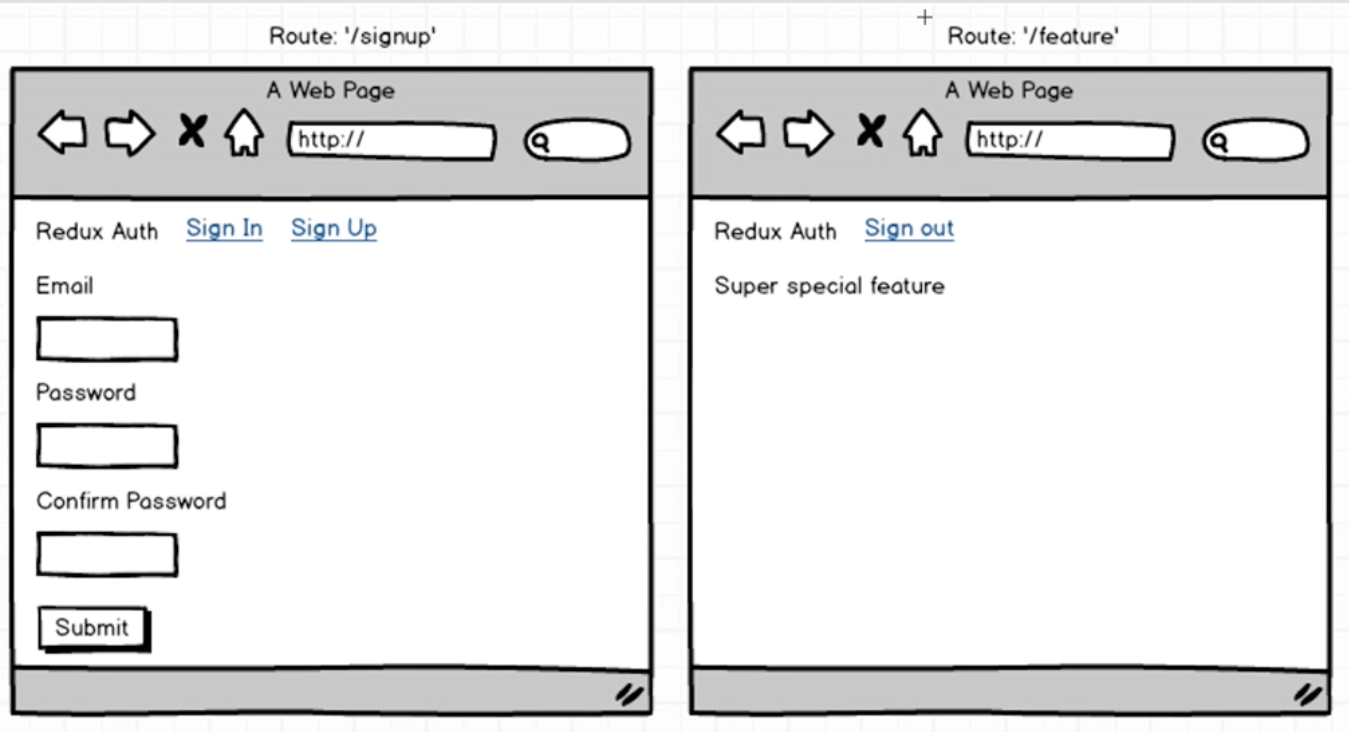 Route: '/signup'
A Web Page
http://
Redux Auth Sign In Sign Up
Email
Password
Confirm Password
Submit
Route: '/feature'
A Web Page
http://
Redux Auth Sign out
Super special feature